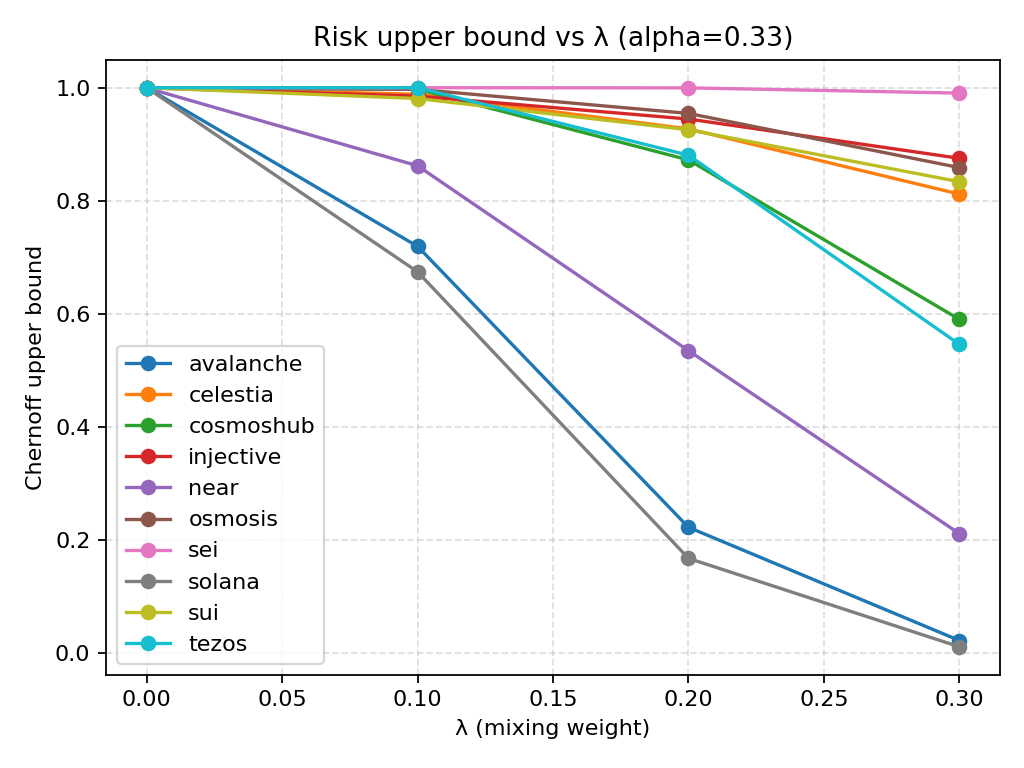 Risk upper bound vs λ (alpha=0.33)
Chernoff upper bound
1.0
0.8
0.6
0.4
0.2
0.0
avalanche
celestia
cosmoshub
injective
near
osmosis
sei
solana
sui
tezos
0.00 0.05 0.10 0.15 0.20 0.25 0.30
λ (mixing weight)